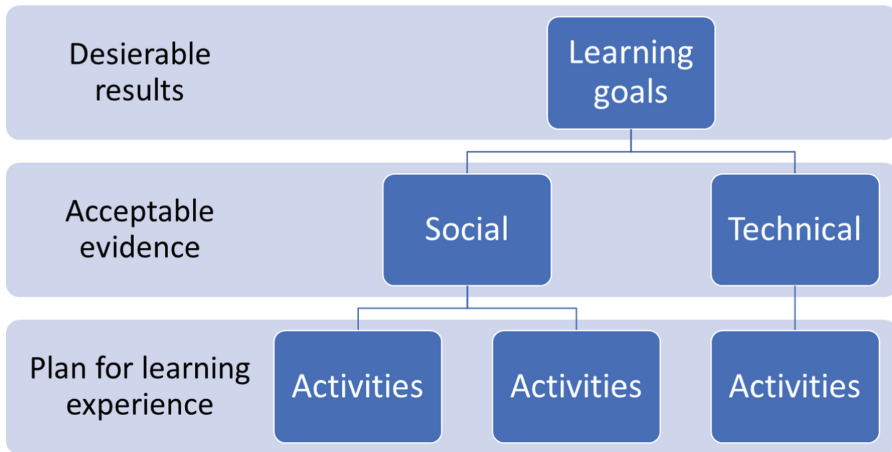 Desierable
results
Learning
goals
Acceptable
evidence
Social
Technical
Plan for learning
experience
Activities
Activities
Activities